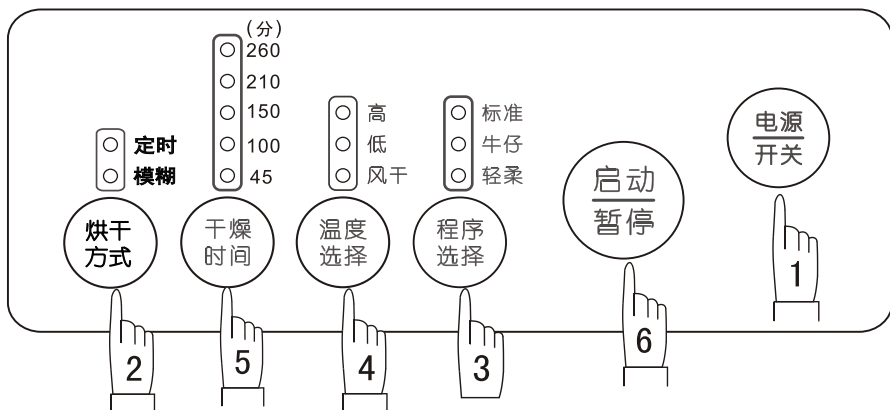 (分)
260
210
150
100
45
定时
模糊
高
低
风干
标准
牛仔
轻柔
烘干
方式
干燥
时间
温度
选择
程序
选择
启动
暂停
电源
开关
1
2
5
4
3
6